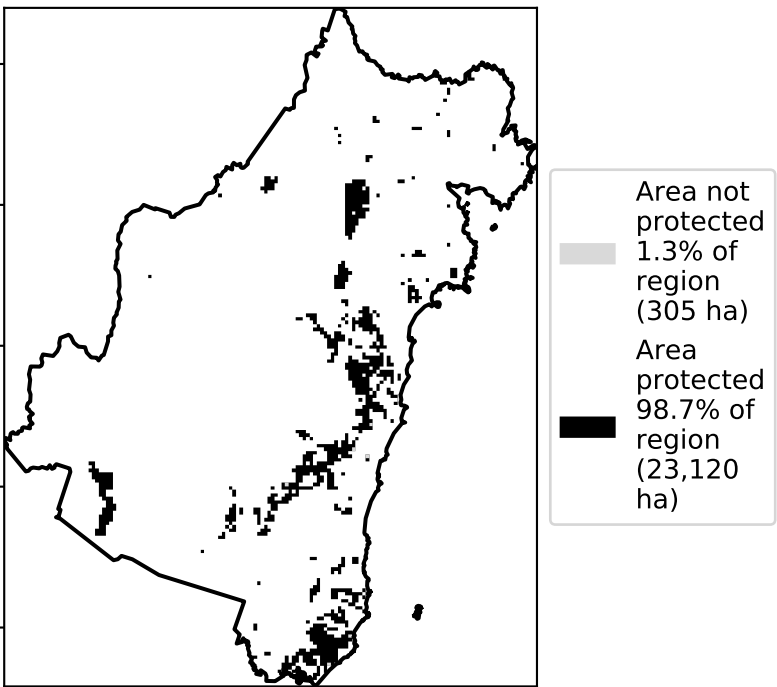 Area not
protected
1.3% of
region
(305 ha)
Area
protected
98.7% of
region
(23,120
ha)